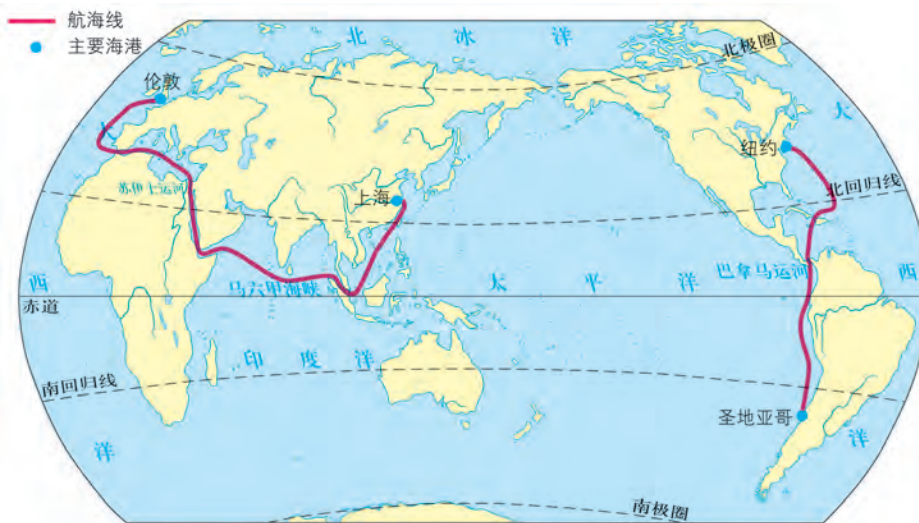 航海线
主要海港
北冰洋
北极圈
伦敦
大
大
纽约
苏伊士运河
上海
北回归线
西
马六甲海峡
太平洋
巴拿马运河
西
赤道
印度洋
南回归线
圣地亚哥
洋
洋
南极圈